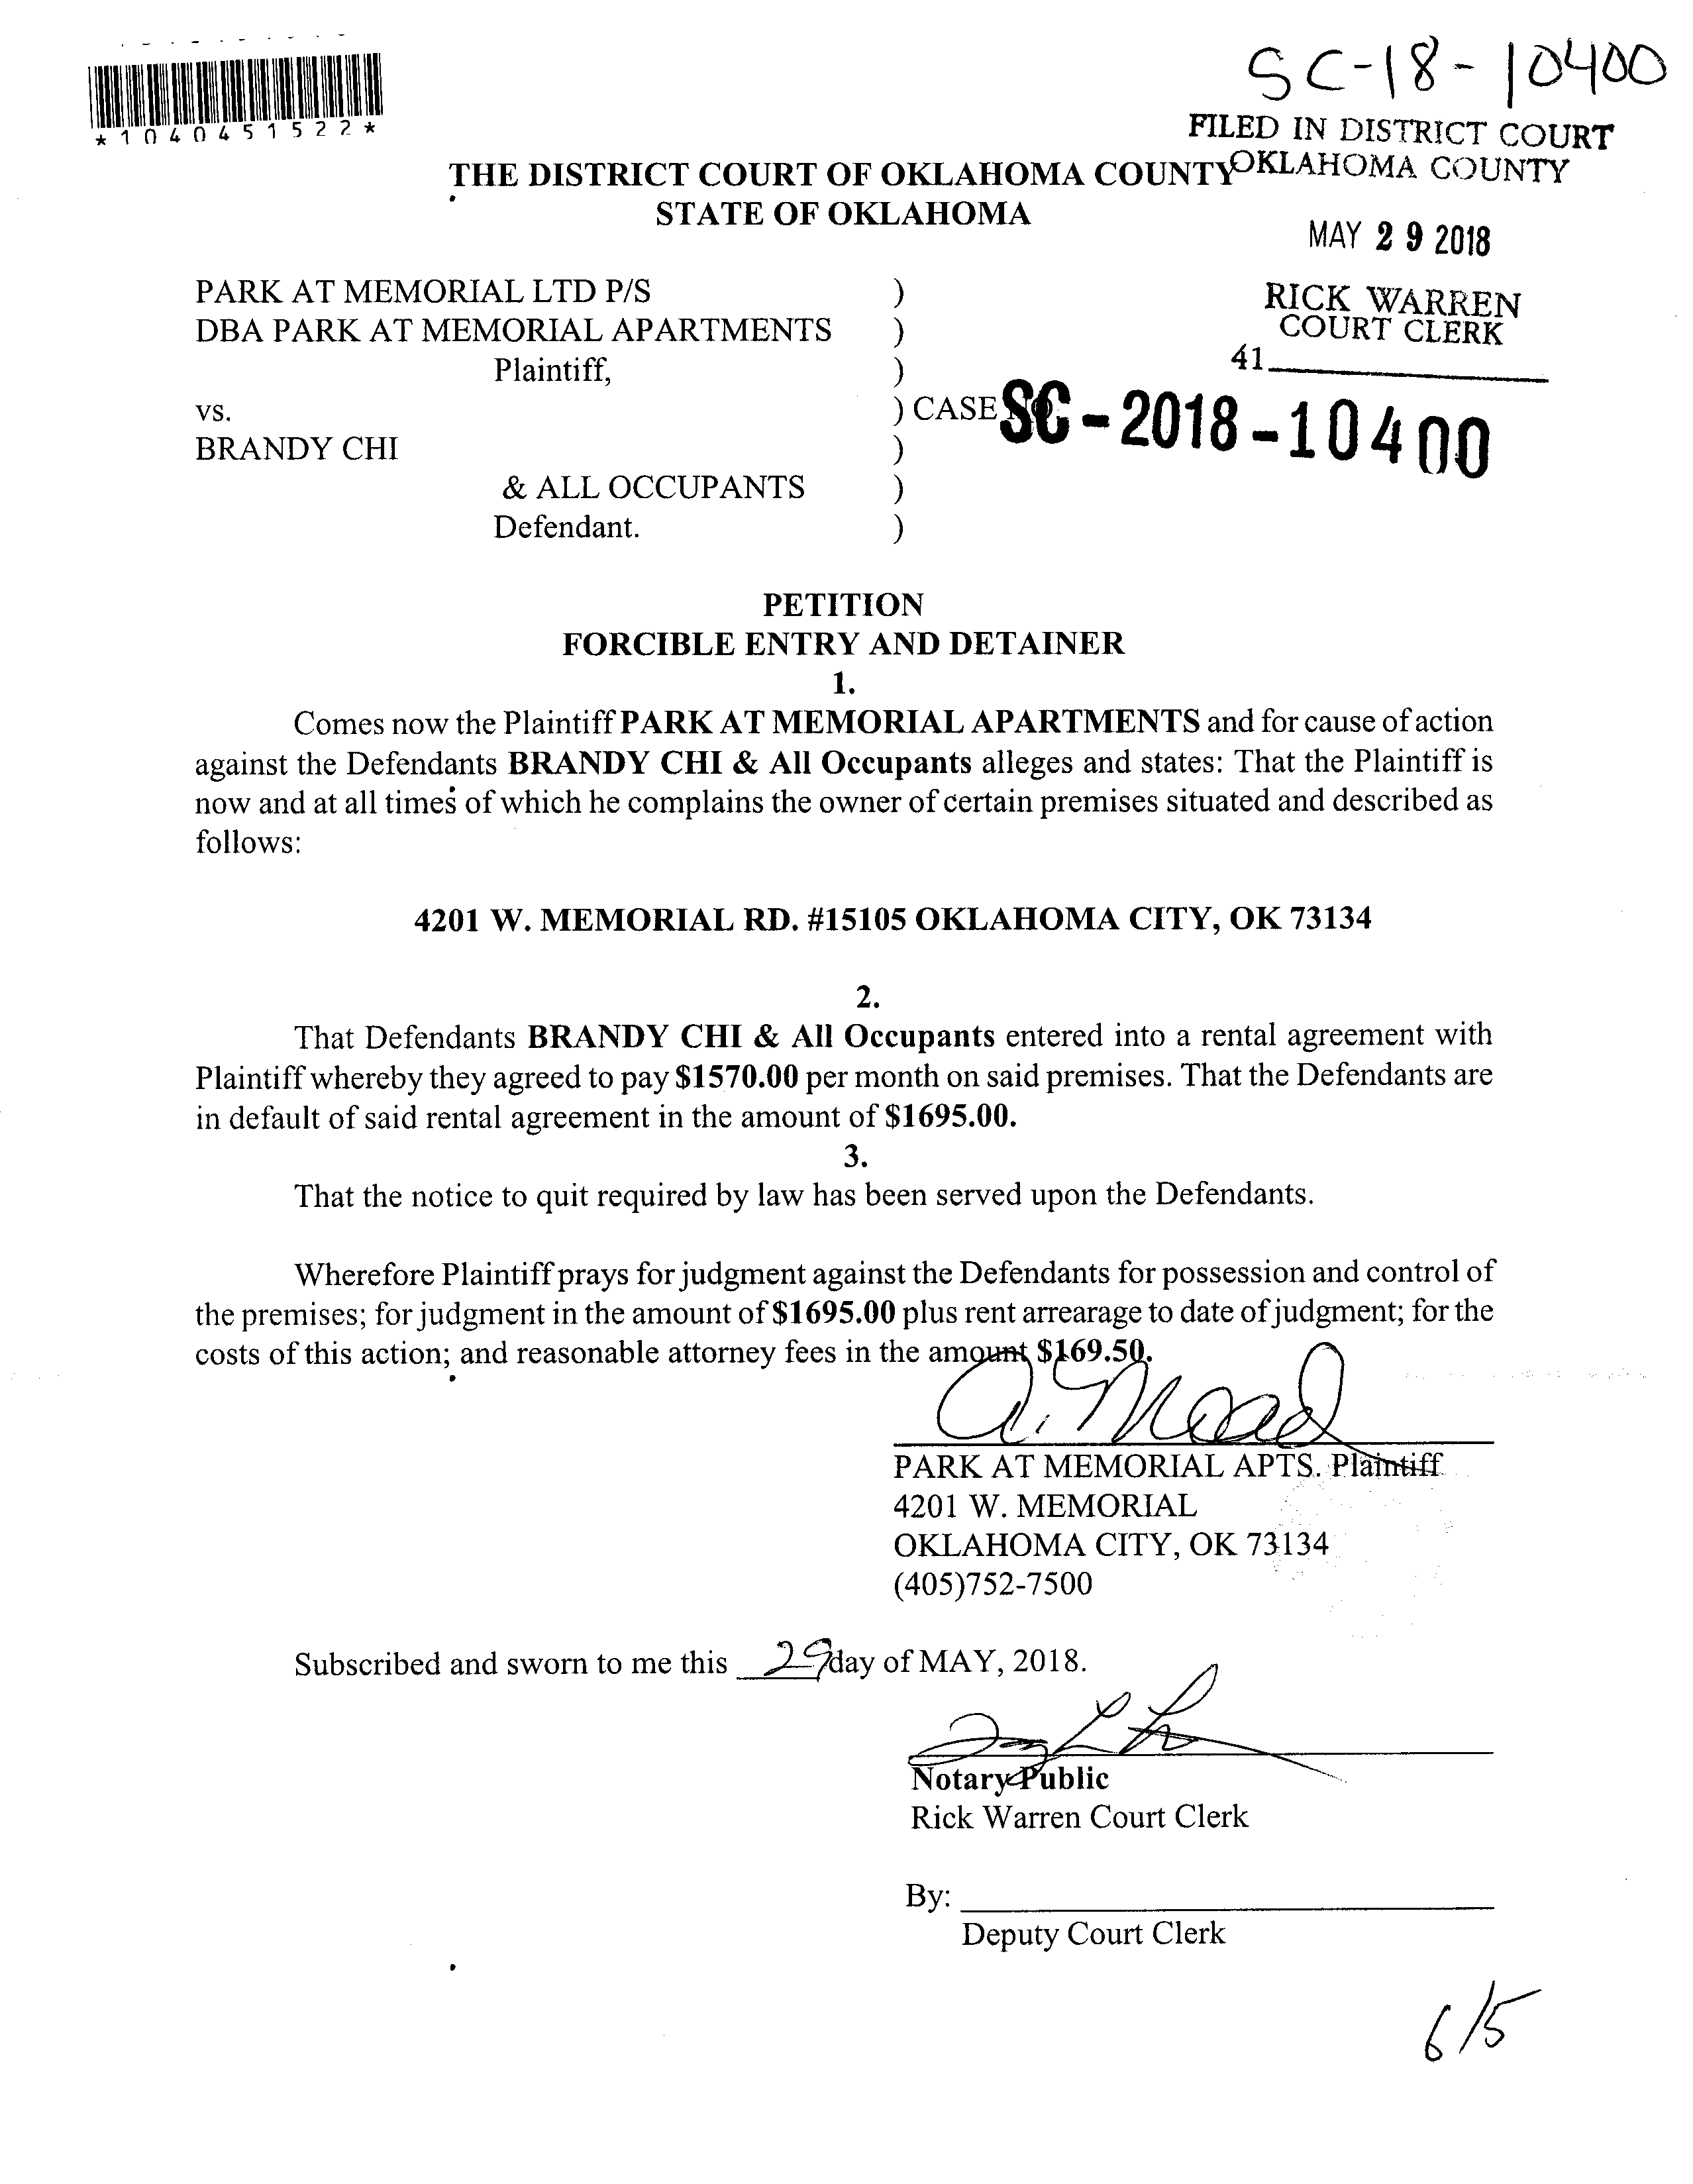 SC-18-10400
*1040451522*
FILED IN DISTRICT COURT
OKLAHOMA COUNTY
THE DISTRICT COURT OF OKLAHOMA COUNTY
STATE OF OKLAHOMA
MAY 29 2018
PARK AT MEMORIAL LTD P/S )
RICK WARREN
COURT CLERK
DBA PARK AT MEMORIAL APARTMENTS )
41
Plaintiff, )
vs. ) CASE NO. SC-2018-10400
BRANDY CHI )
& ALL OCCUPANTS )
Defendant. )
PETITION
FORCIBLE ENTRY AND DETAINER
1.
Comes now the Plaintiff PARK AT MEMORIAL APARTMENTS and for cause of action
against the Defendants BRANDY CHI & All Occupants alleges and states: That the Plaintiff is
now and at all times of which he complains the owner of certain premises situated and described as
follows:
4201 W. MEMORIAL RD. #15105 OKLAHOMA CITY, OK 73134
2.
That Defendants BRANDY CHI & All Occupants entered into a rental agreement with
Plaintiff whereby they agreed to pay $1570.00 per month on said premises. That the Defendants are
in default of said rental agreement in the amount of $1695.00.
3.
That the notice to quit required by law has been served upon the Defendants.
Wherefore Plaintiff prays for judgment against the Defendants for possession and control of
the premises; for judgment in the amount of $1695.00 plus rent arrearage to date of judgment; for the
costs of this action; and reasonable attorney fees in the amount $169.50.
A. Mead
PARK AT MEMORIAL APTS. Plaintiff
4201 W. MEMORIAL
OKLAHOMA CITY, OK 73134
(405)752-7500
Subscribed and sworn to me this 29 day of MAY, 2018.
Notary Public
Rick Warren Court Clerk
By:
Deputy Court Clerk
6/5